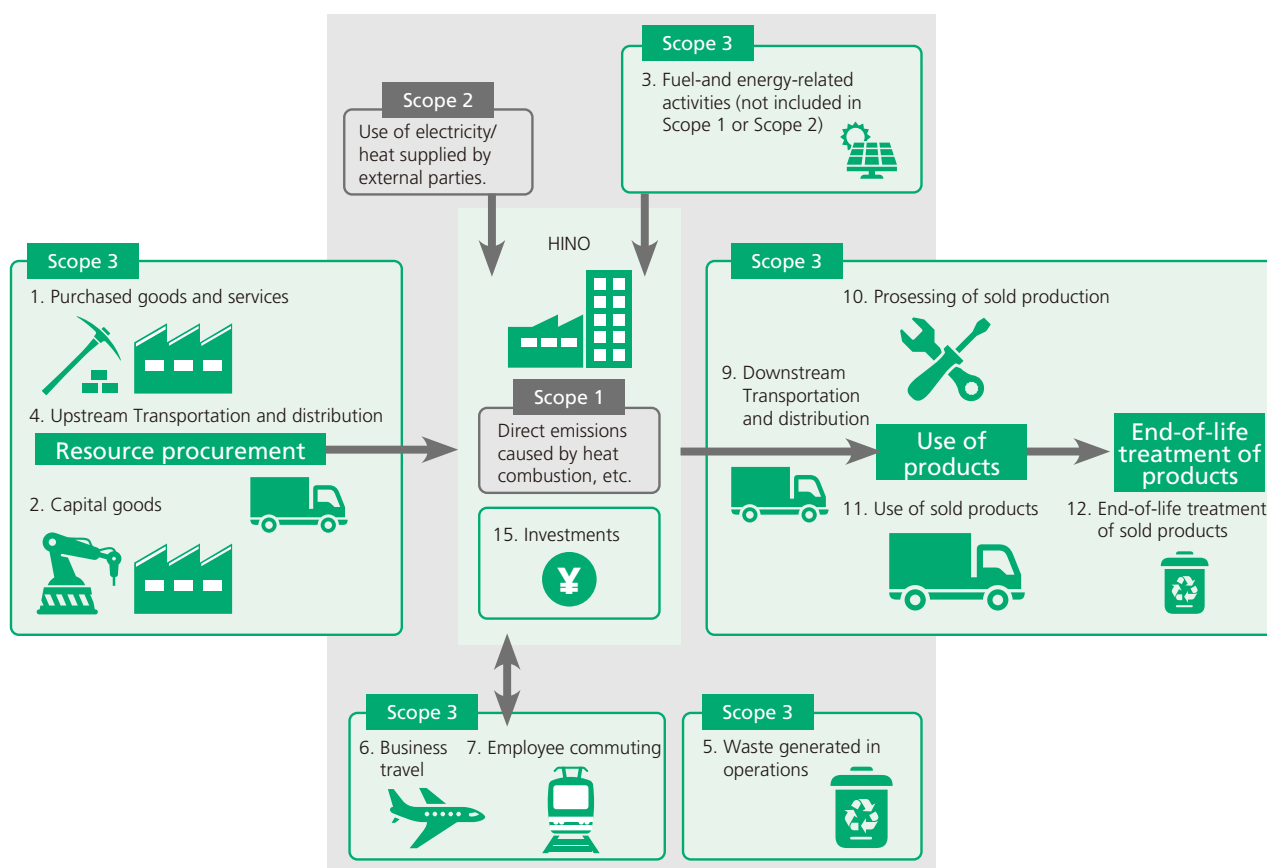 Scope 3
3. Fuel-and energy-related
activities (not included in
Scope 1 or Scope 2)
Scope 2
Use of electricity/
heat supplied by
external parties.
HINO
Scope 3
1. Purchased goods and services
4. Upstream Transportation and distribution
Resource procurement
2. Capital goods
Scope 1
Direct emissions
caused by heat
combustion, etc.
15. Investments
¥
Scope 3
10. Prosessing of sold production
9. Downstream
Transportation
and distribution
Use of
products
End-of-life
treatment of
products
11. Use of sold products
12. End-of-life treatment
of sold products
Scope 3
6. Business
travel
7. Employee commuting
Scope 3
5. Waste generated in
operations